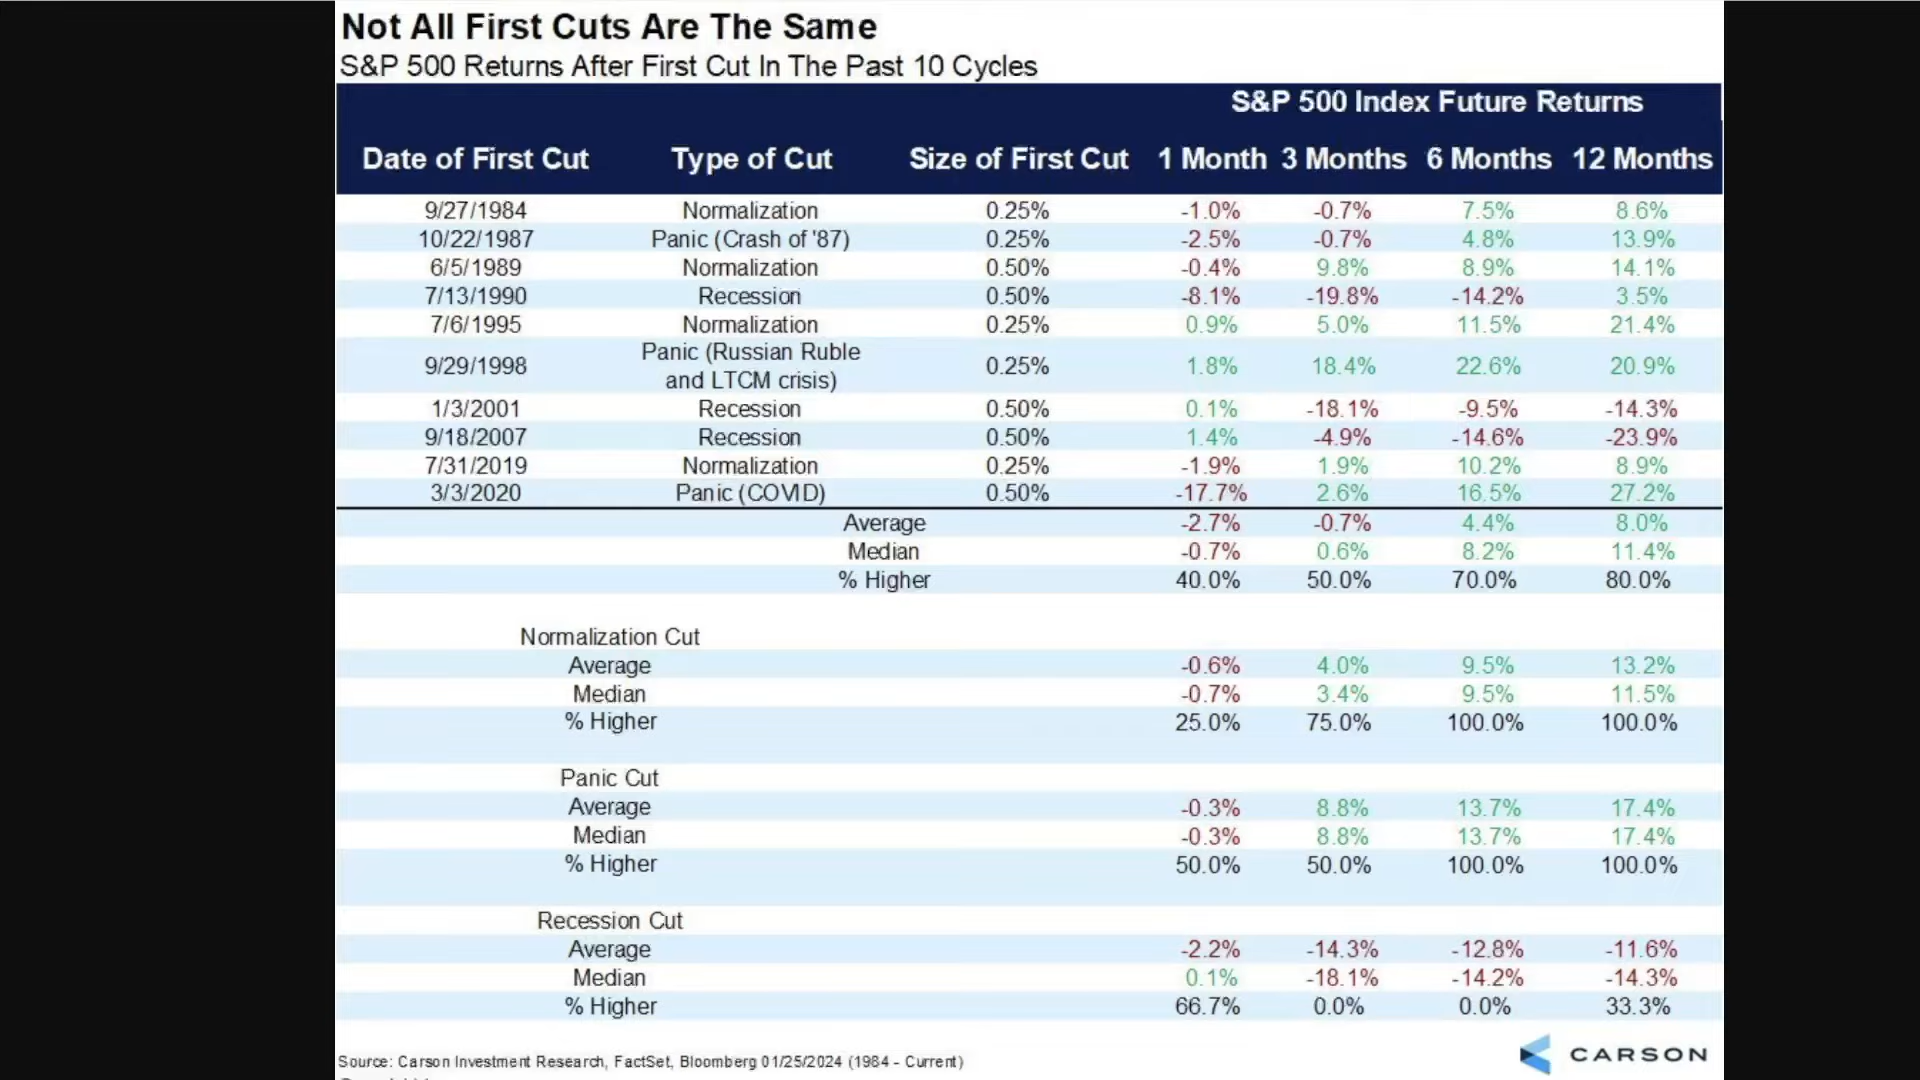 Not All First Cuts Are The Same
S&P 500 Returns After First Cut In The Past 10 Cycles
S&P 500 Index Future Returns
Date of First Cut Type of Cut Size of First Cut 1 Month 3 Months 6 Months 12 Months
9/27/1984 Normalization 0.25% -1.0% -0.7% 7.5% 8.6%
10/22/1987 Panic (Crash of '87) 0.25% -2.5% -0.7% 4.8% 13.9%
6/5/1989 Normalization 0.50% -0.4% 9.8% 8.9% 14.1%
7/13/1990 Recession 0.50% -8.1% -19.8% -14.2% 3.5%
7/6/1995 Normalization 0.25% 0.9% 5.0% 11.5% 21.4%
Panic (Russian Ruble
9/29/1998 0.25% 1.8% 18.4% 22.6% 20.9%
and LTCM crisis)
1/3/2001 Recession 0.50% 0.1% -18.1% -9.5% -14.3%
9/18/2007 Recession 0.50% 1.4% -4.9% -14.6% -23.9%
7/31/2019 Normalization 0.25% -1.9% 1.9% 10.2% 8.9%
3/3/2020 Panic (COVID) 0.50% -17.7% 2.6% 16.5% 27.2%
Average -2.7% -0.7% 4.4% 8.0%
Median -0.7% 0.6% 8.2% 11.4%
% Higher 40.0% 50.0% 70.0% 80.0%
Normalization Cut
Average -0.6% 4.0% 9.5% 13.2%
Median -0.7% 3.4% 9.5% 11.5%
% Higher 25.0% 75.0% 100.0% 100.0%
Panic Cut
Average -0.3% 8.8% 13.7% 17.4%
Median -0.3% 8.8% 13.7% 17.4%
% Higher 50.0% 50.0% 100.0% 100.0%
Recession Cut
Average -2.2% -14.3% -12.8% -11.6%
Median 0.1% -18.1% -14.2% -14.3%
% Higher 66.7% 0.0% 0.0% 33.3%
Source: Carson Investment Research, FactSet, Bloomberg 01/25/2024 (1984 - Current)
CARSON